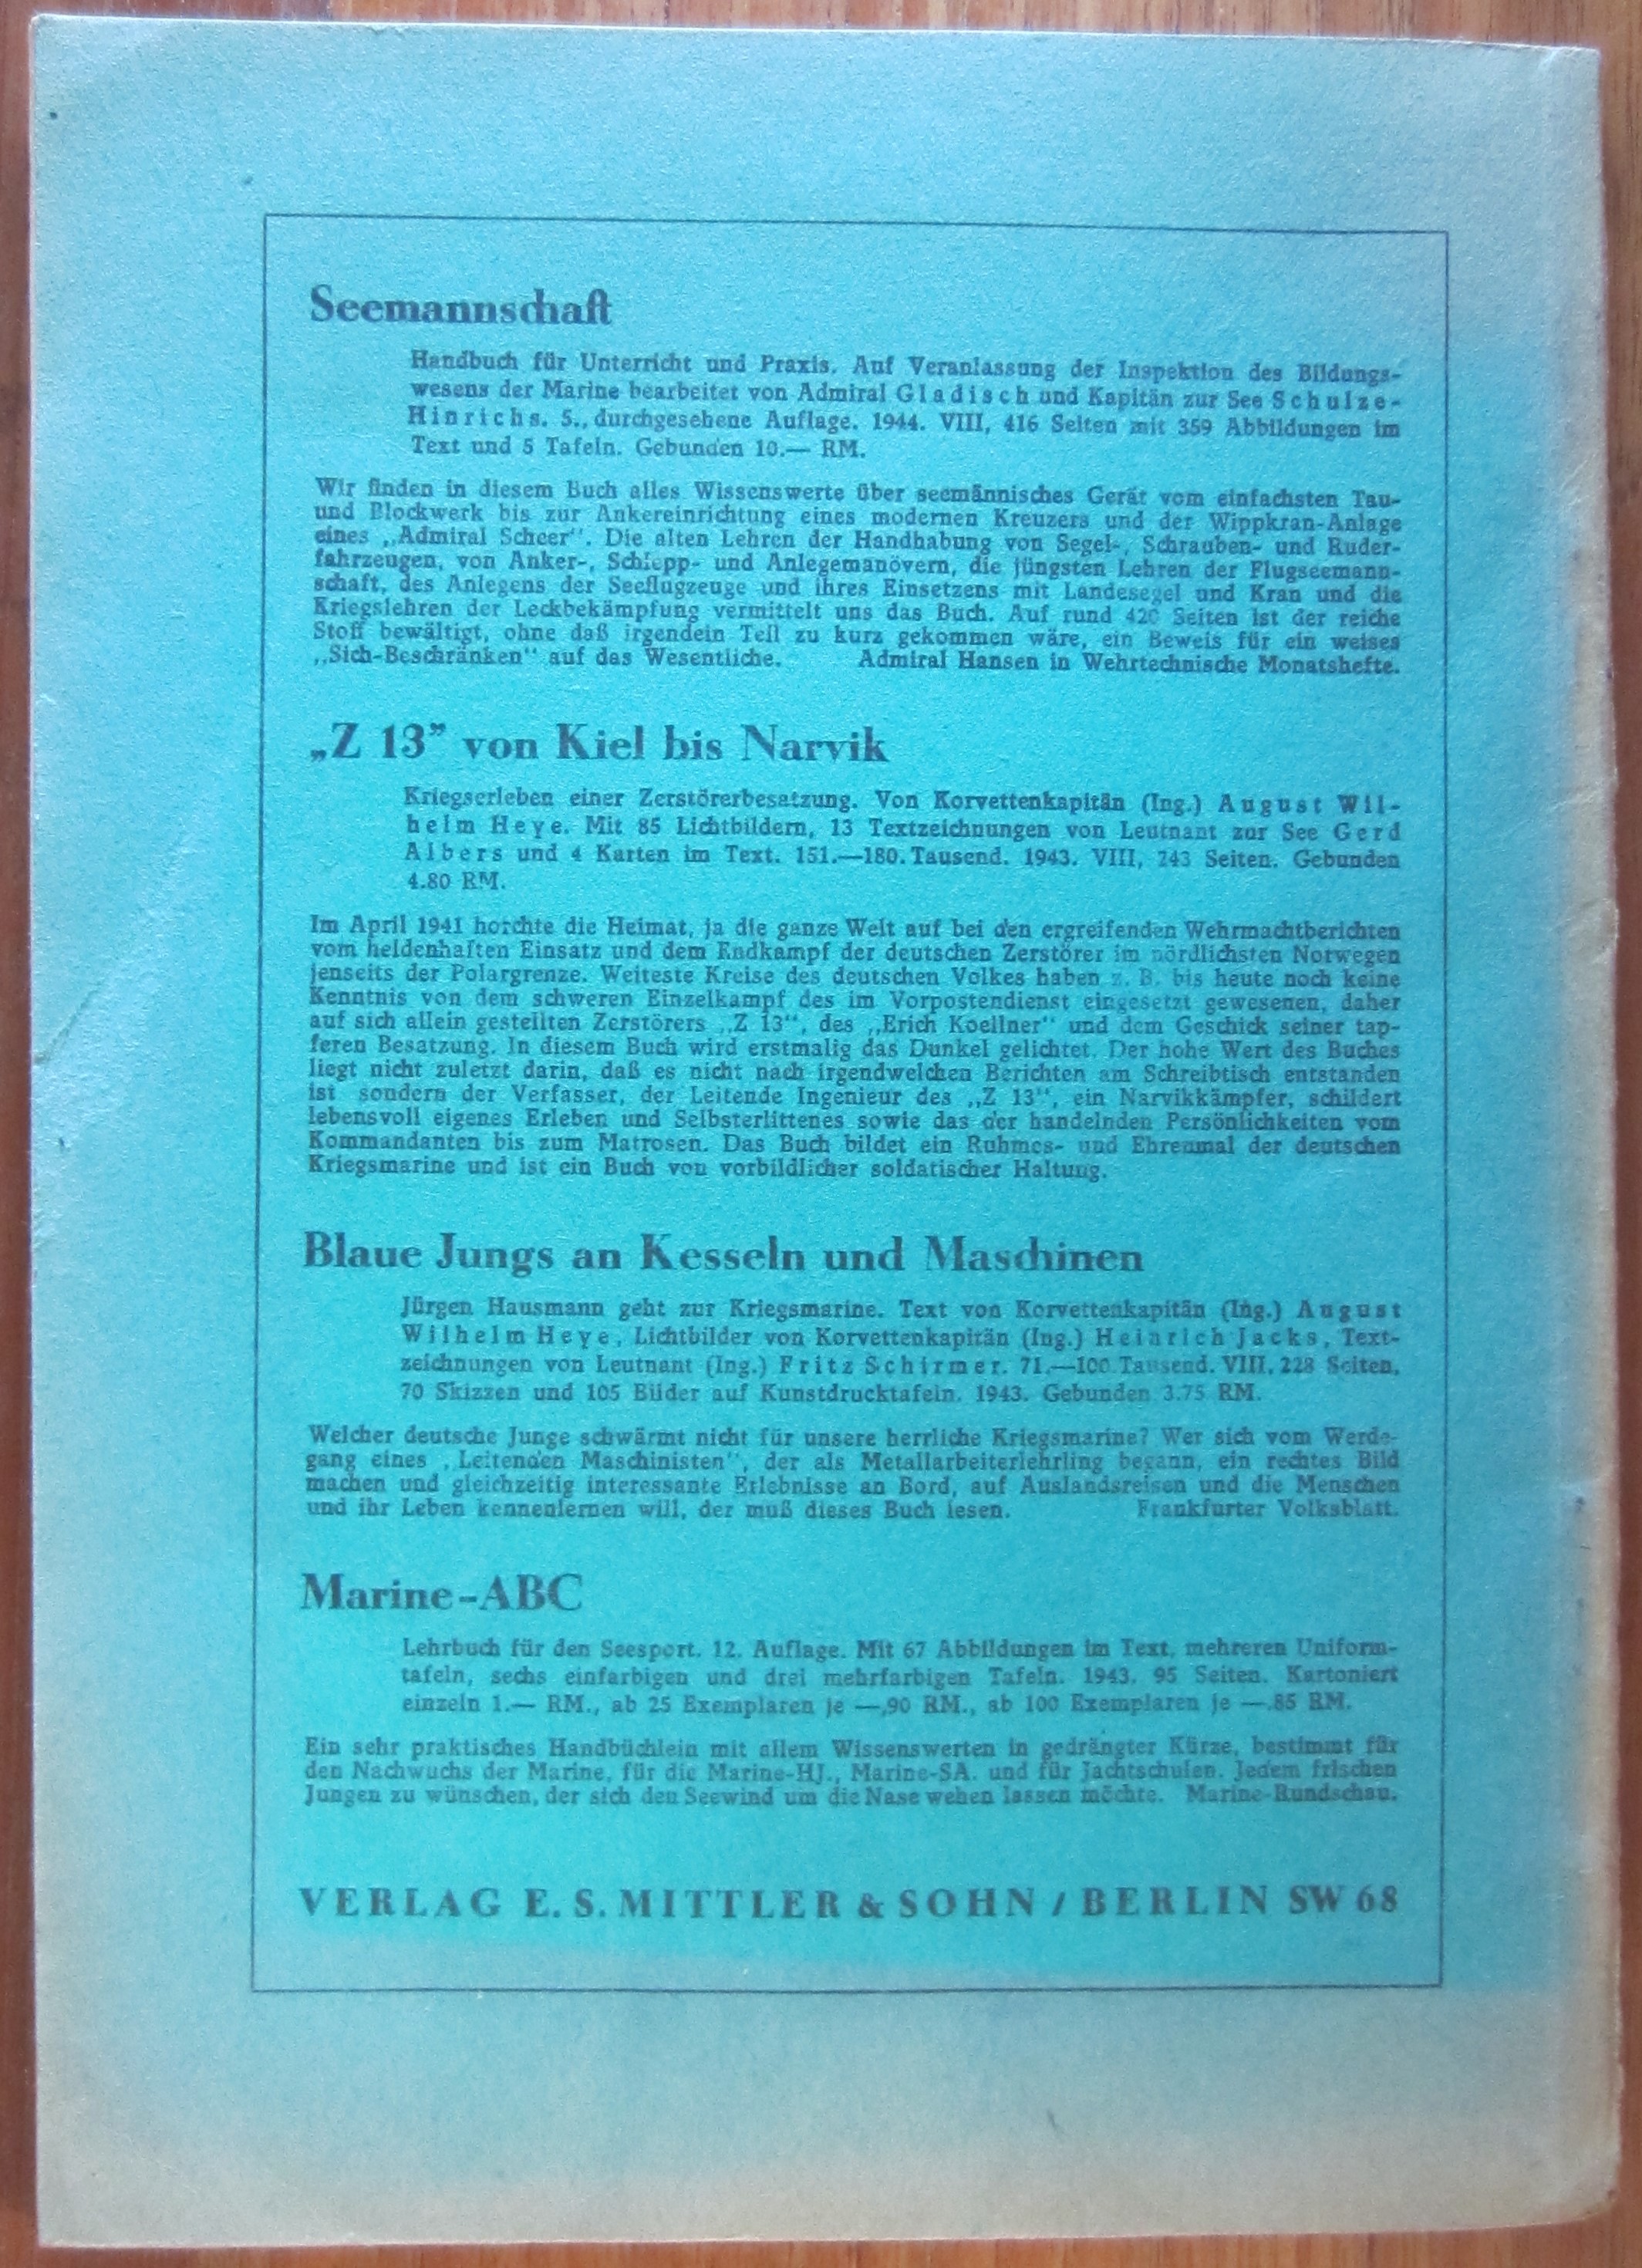 Seemannschaft
Handbuch für Unterricht und Praxis. Auf Veranlassung der Inspektion des Bildungs-
wesens der Marine bearbeitet von Admiral Gladisch und Kapitän zur See Schulze-
Hinrichs. 5., durchgesehene Auflage. 1944. VIII, 416 Seiten mit 359 Abbildungen im
Text und 5 Tafeln. Gebunden 10.— RM.
Wir finden in diesem Buch alles Wissenswerte über seemännisches Gerät vom einfachsten Tau-
und Blockwerk bis zur Ankereinrichtung eines modernen Kreuzers und der Wippkran-Anlage
eines „Admiral Scheer“. Die alten Lehren der Handhabung von Segel-, Schrauben- und Ruder-
fahrzeugen, von Anker-, Schlepp- und Anlegemanövern, die jüngsten Lehren der Flugseemann-
schaft, des Anlegens der Seeflugzeuge und ihres Einsetzens mit Landesegel und Kran und die
Kriegslehren der Leckbekämpfung vermittelt uns das Buch. Auf rund 420 Seiten ist der reiche
Stoff bewältigt, ohne daß irgendein Teil zu kurz gekommen wäre, ein Beweis für ein weises
„Sich-Beschränken“ auf das Wesentliche. Admiral Hansen in Wehrtechnische Monatshefte.
„Z 13” von Kiel bis Narvik
Kriegserleben einer Zerstörerbesatzung. Von Korvettenkapitän (Ing.) August Wil-
helm Heye. Mit 85 Lichtbildern, 13 Textzeichnungen von Leutnant zur See Gerd
Albers und 4 Karten im Text. 151.—180. Tausend. 1943. VIII, 243 Seiten. Gebunden
4.80 RM.
Im April 1941 horchte die Heimat, ja die ganze Welt auf bei den ergreifenden Wehrmachtberichten
vom heldenhaften Einsatz und dem Endkampf der deutschen Zerstörer im nördlichsten Norwegen
jenseits der Polargrenze. Weiteste Kreise des deutschen Volkes haben z. B. bis heute noch keine
Kenntnis von dem schweren Einzelkampf des im Vorpostendienst eingesetzt gewesenen, daher
auf sich allein gestellten Zerstörers „Z 13“, des „Erich Koellner“ und dem Geschick seiner tap-
feren Besatzung. In diesem Buch wird erstmalig das Dunkel gelichtet. Der hohe Wert des Buches
liegt nicht zuletzt darin, daß es nicht nach irgendwelchen Berichten am Schreibtisch entstanden
ist sondern der Verfasser, der Leitende Ingenieur des „Z 13“, ein Narvikkämpfer, schildert
lebensvoll eigenes Erleben und Selbsterlittenes sowie das der handelnden Persönlichkeiten vom
Kommandanten bis zum Matrosen. Das Buch bildet ein Ruhmes- und Ehrenmal der deutschen
Kriegsmarine und ist ein Buch von vorbildlicher soldatischer Haltung.
Blaue Jungs an Kesseln und Maschinen
Jürgen Hausmann geht zur Kriegsmarine. Text von Korvettenkapitän (Ing.) August
Wilhelm Heye, Lichtbilder von Korvettenkapitän (Ing.) Heinrich Jacks, Text-
zeichnungen von Leutnant (Ing.) Fritz Schirmer. 71.—100. Tausend. VIII, 228 Seiten,
70 Skizzen und 105 Bilder auf Kunstdrucktafeln. 1943. Gebunden 3.75 RM.
Welcher deutsche Junge schwärmt nicht für unsere herrliche Kriegsmarine? Wer sich vom Werde-
gang eines „Leitenden Maschinisten“, der als Metallarbeiterlehrling begann, ein rechtes Bild
machen und gleichzeitig interessante Erlebnisse an Bord, auf Auslandsreisen und die Menschen
und ihr Leben kennenlernen will, der muß dieses Buch lesen. Frankfurter Volksblatt.
Marine-ABC
Lehrbuch für den Seesport. 12. Auflage. Mit 67 Abbildungen im Text, mehreren Uniform-
tafeln, sechs einfarbigen und drei mehrfarbigen Tafeln. 1943. 95 Seiten. Kartoniert
einzeln 1.— RM., ab 25 Exemplaren je —,90 RM., ab 100 Exemplaren je —.85 RM.
Ein sehr praktisches Handbüchlein mit allem Wissenswerten in gedrängter Kürze, bestimmt für
den Nachwuchs der Marine, für die Marine-HJ., Marine-SA. und für Jachtschulen. Jedem frischen
Jungen zu wünschen, der sich den Seewind um die Nase wehen lassen möchte. Marine-Rundschau.
VERLAG E. S. MITTLER & SOHN / BERLIN SW 68